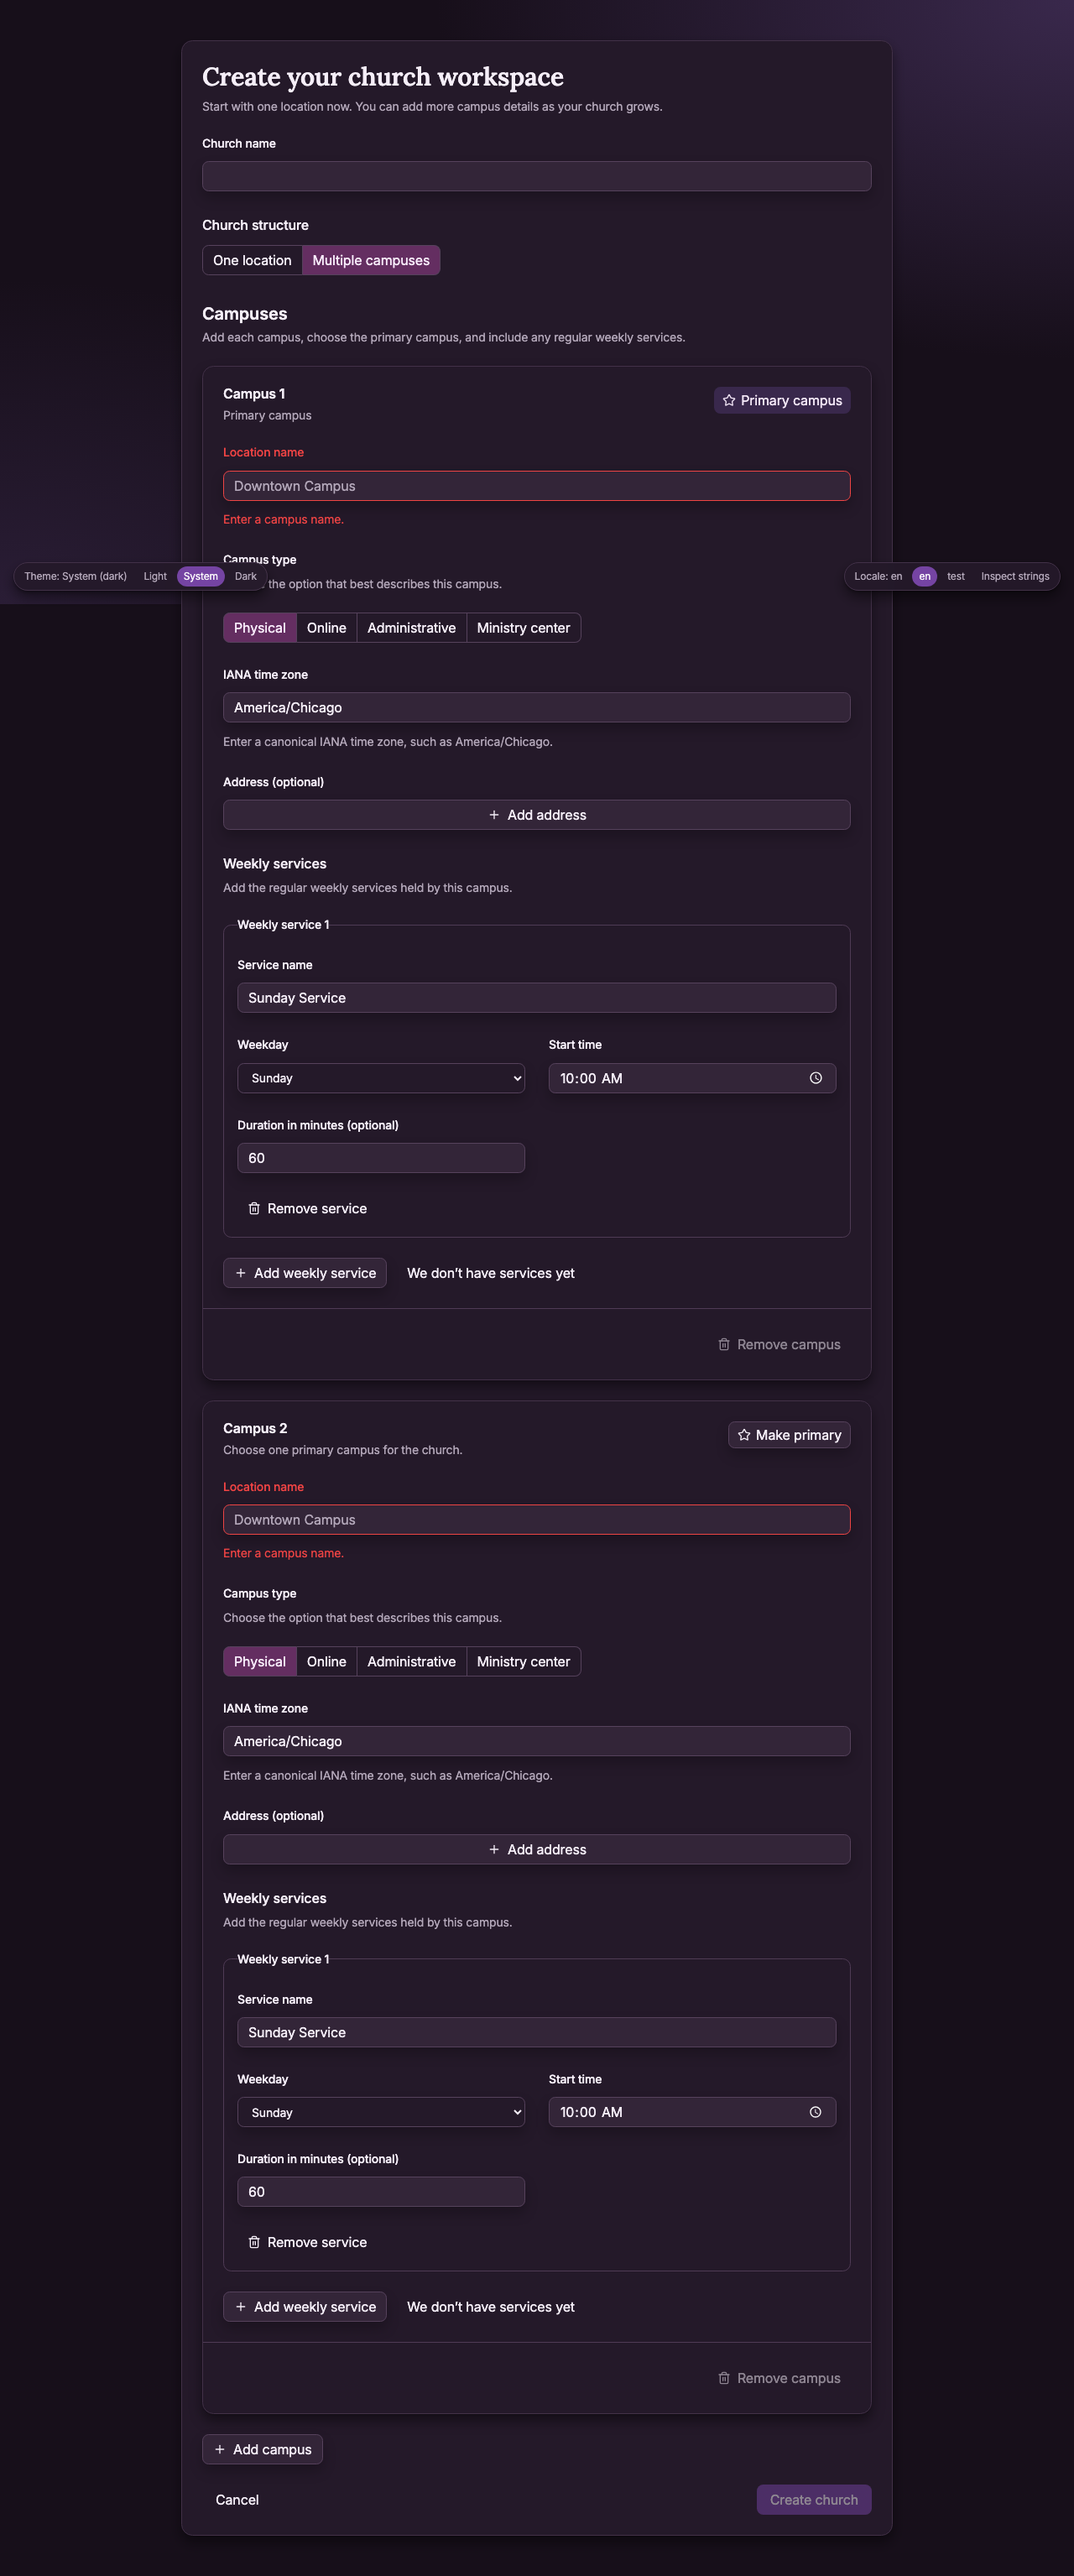 Create your church workspace
Start with one location now. You can add more campus details as your church grows.
Church name
Church structure
One location
Multiple campuses
Campuses
Add each campus, choose the primary campus, and include any regular weekly services.
Campus 1
Primary campus
Primary campus
Location name
Downtown Campus
Enter a campus name.
Campus type
Theme: System (dark) Light System Dark
the option that best describes this campus.
Locale: en en test Inspect strings
Physical Online Administrative Ministry center
IANA time zone
America/Chicago
Enter a canonical IANA time zone, such as America/Chicago.
Address (optional)
Add address
Weekly services
Add the regular weekly services held by this campus.
Weekly service 1
Service name
Sunday Service
Weekday
Start time
Sunday
10:00 AM
Duration in minutes (optional)
60
Remove service
Add weekly service
We don't have services yet
Remove campus
Campus 2
Choose one primary campus for the church.
Make primary
Location name
Downtown Campus
Enter a campus name.
Campus type
Choose the option that best describes this campus.
Physical Online Administrative Ministry center
IANA time zone
America/Chicago
Enter a canonical IANA time zone, such as America/Chicago.
Address (optional)
Add address
Weekly services
Add the regular weekly services held by this campus.
Weekly service 1
Service name
Sunday Service
Weekday
Start time
Sunday
10:00 AM
Duration in minutes (optional)
60
Remove service
Add weekly service
We don't have services yet
Remove campus
Add campus
Cancel
Create church